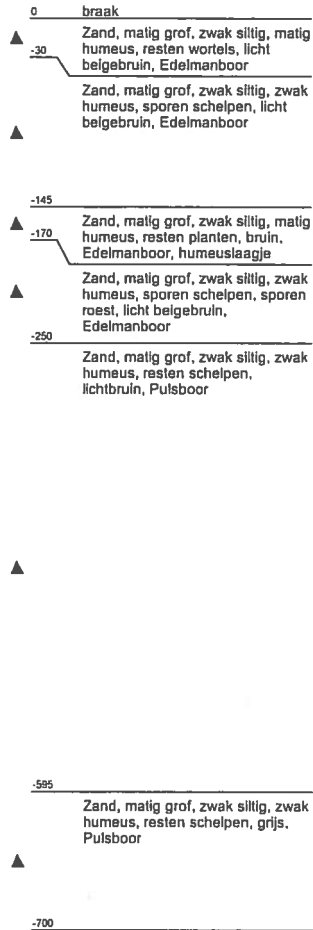 0 braak
Zand, matig grof, zwak siltig, matig
-30 humeus, resten wortels, licht
beigebruin, Edelmanboor
Zand, matig grof, zwak siltig, zwak
humeus, sporen schelpen, licht
beigebruin, Edelmanboor
-145
Zand, matig grof, zwak siltig, matig
-170 humeus, resten planten, bruin,
Edelmanboor, humeuslaagje
Zand, matig grof, zwak siltig, zwak
humeus, sporen schelpen, sporen
roest, licht beigebruin,
Edelmanboor
-250
Zand, matig grof, zwak siltig, zwak
humeus, resten schelpen,
lichtbruin, Pulsboor
-595
Zand, matig grof, zwak siltig, zwak
humeus, resten schelpen, grijs,
Pulsboor
-700